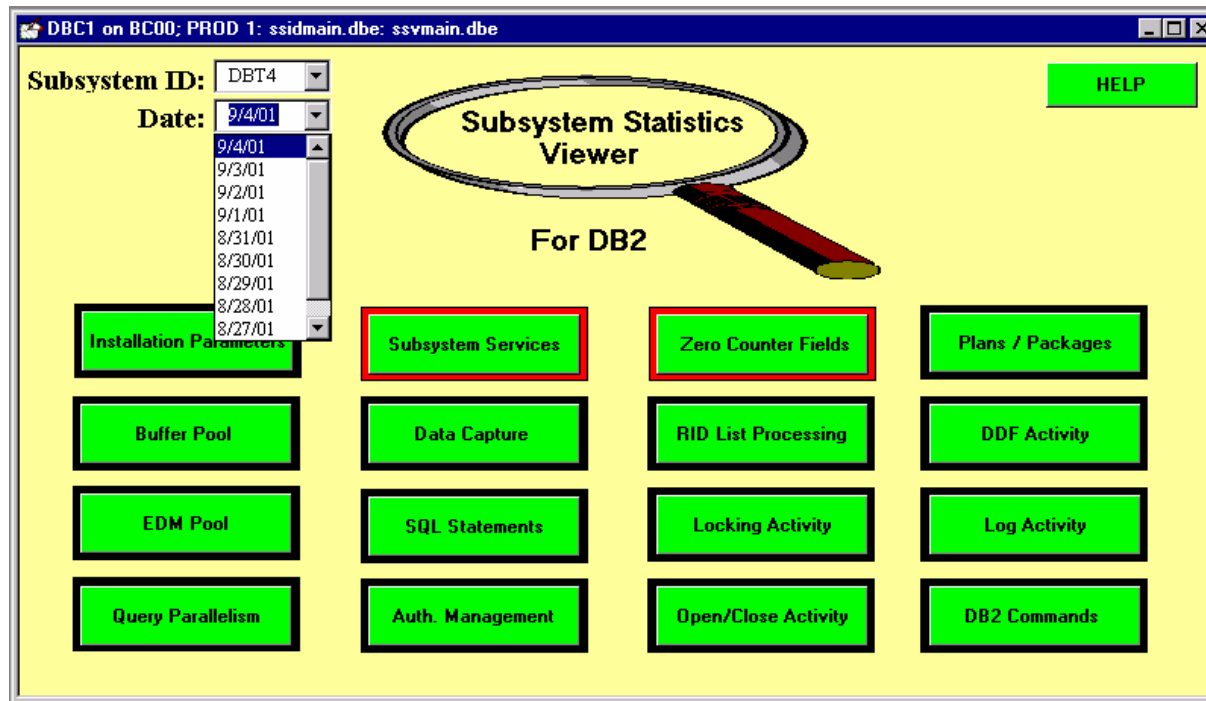 DBC1 on BC00; PROD 1: ssidmain.dbe: ssvmain.dbe
Subsystem ID: DBT4
HELP
Date: 9/4/01
9/4/01
9/3/01
9/2/01
9/1/01
8/31/01
8/30/01
8/29/01
8/28/01
8/27/01
Subsystem Statistics
Viewer
For DB2
Installation Parameters
Subsystem Services
Zero Counter Fields
Plans / Packages
Buffer Pool
Data Capture
RID List Processing
DDF Activity
EDM Pool
SQL Statements
Locking Activity
Log Activity
Query Parallelism
Auth. Management
Open/Close Activity
DB2 Commands